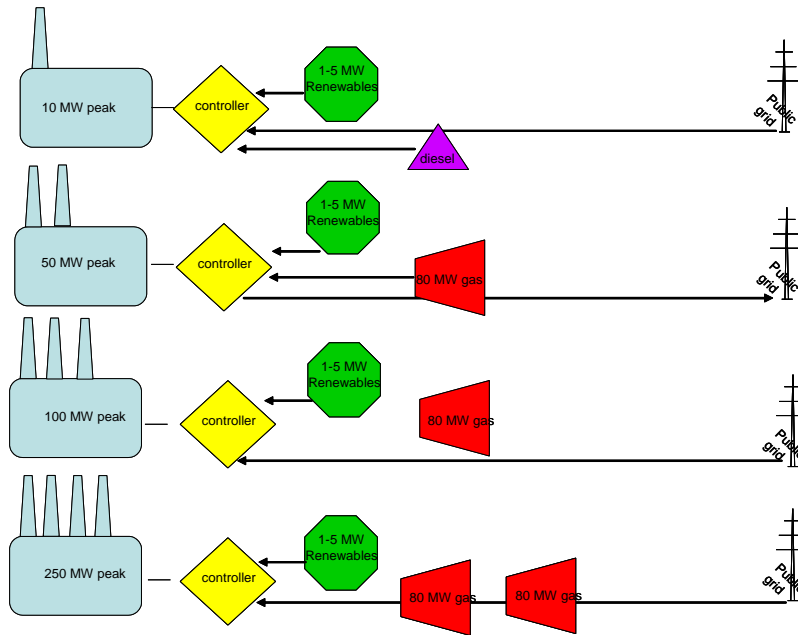 10 MW peak
controller
1-5 MW
Renewables
diesel
Public
grid
50 MW peak
controller
1-5 MW
Renewables
80 MW gas
Public
grid
100 MW peak
controller
1-5 MW
Renewables
80 MW gas
Public
grid
250 MW peak
controller
1-5 MW
Renewables
80 MW gas
80 MW gas
Public
grid